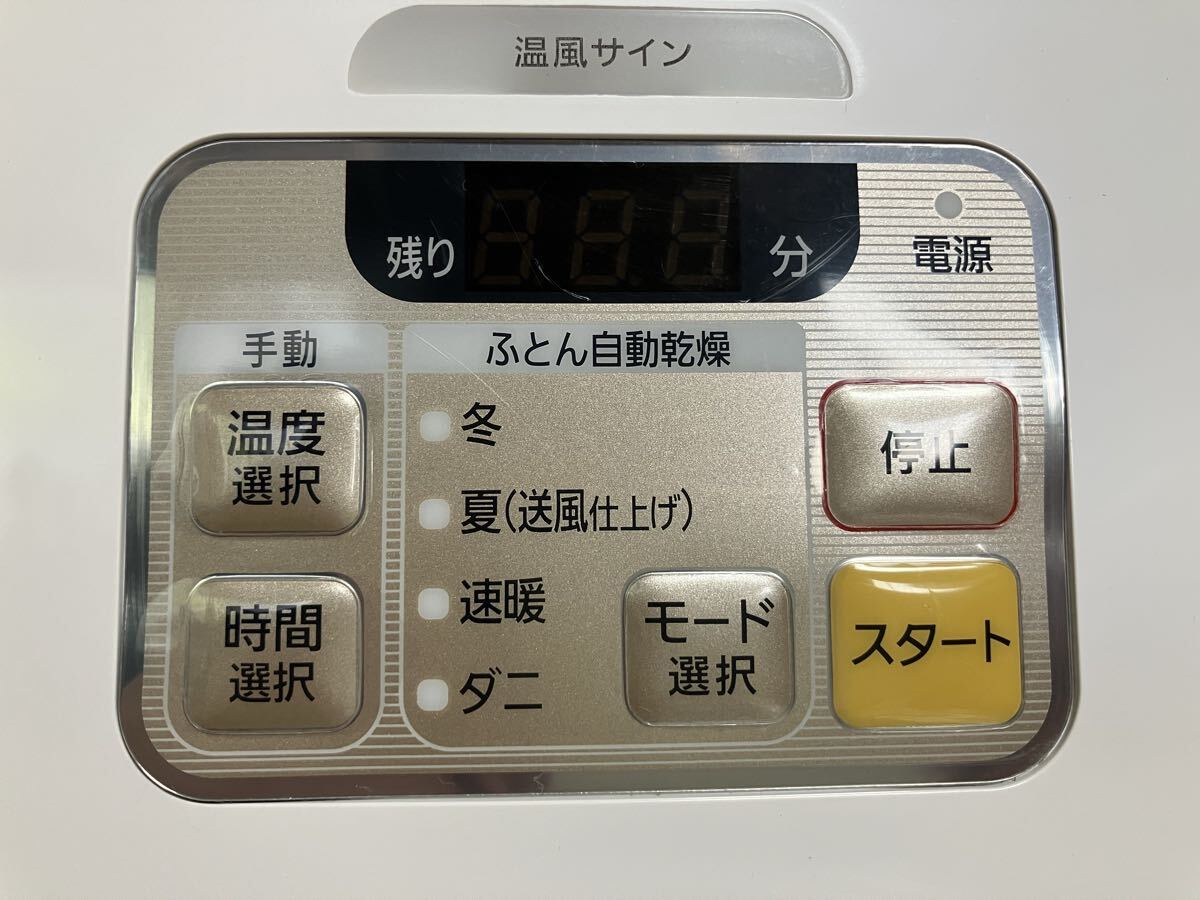 温風サイン
残り 分
電源
手動
温度
選択
時間
選択
ふとん自動乾燥
冬
夏(送風仕上げ)
速暖
ダニ
モード
選択
停止
スタート